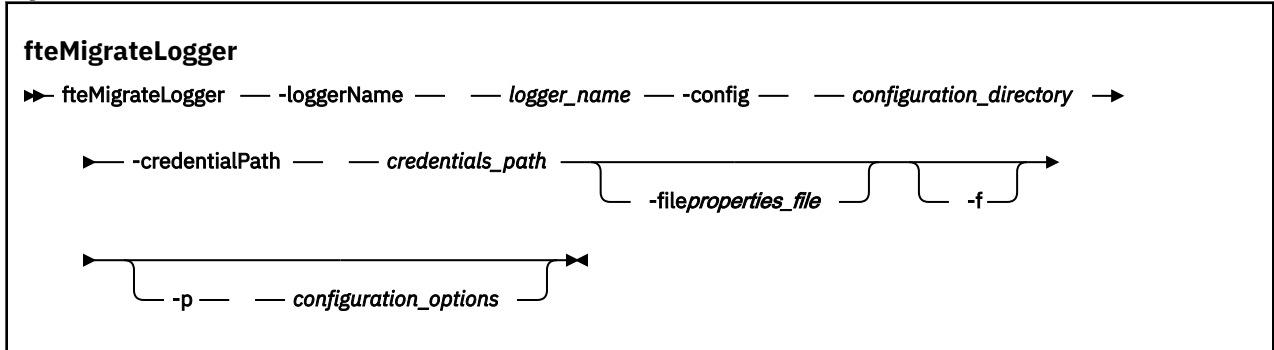 fteMigrateLogger
fteMigrateLogger -loggerName logger_name -config configuration_directory
-credentialPath credentials_path
-fileproperties_file -f
-p configuration_options